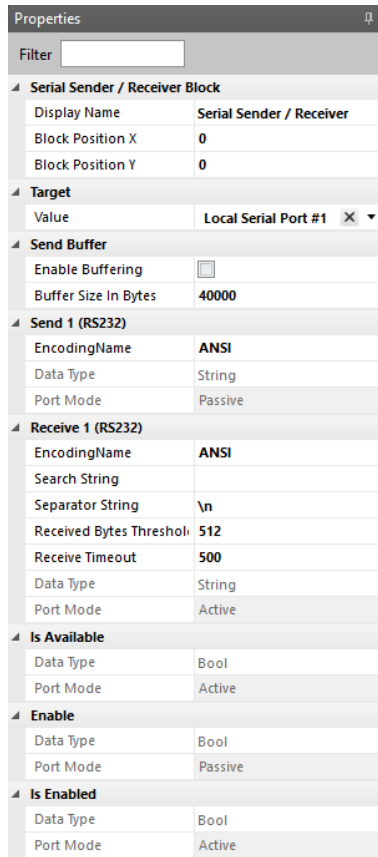 Properties
Filter
Serial Sender / Receiver Block
Display Name Serial Sender / Receiver
Block Position X 0
Block Position Y 0
Target
Value Local Serial Port #1
Send Buffer
Enable Buffering
Buffer Size In Bytes 40000
Send 1 (RS232)
EncodingName ANSI
Data Type String
Port Mode Passive
Receive 1 (RS232)
EncodingName ANSI
Search String
Separator String \n
Received Bytes Threshol 512
Receive Timeout 500
Data Type String
Port Mode Active
Is Available
Data Type Bool
Port Mode Active
Enable
Data Type Bool
Port Mode Passive
Is Enabled
Data Type Bool
Port Mode Active